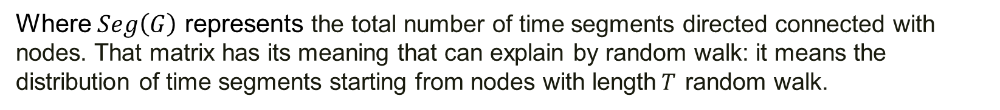 Where Seg(G) represents the total number of time segments directed connected with
nodes. That matrix has its meaning that can explain by random walk: it means the
distribution of time segments starting from nodes with length T random walk.